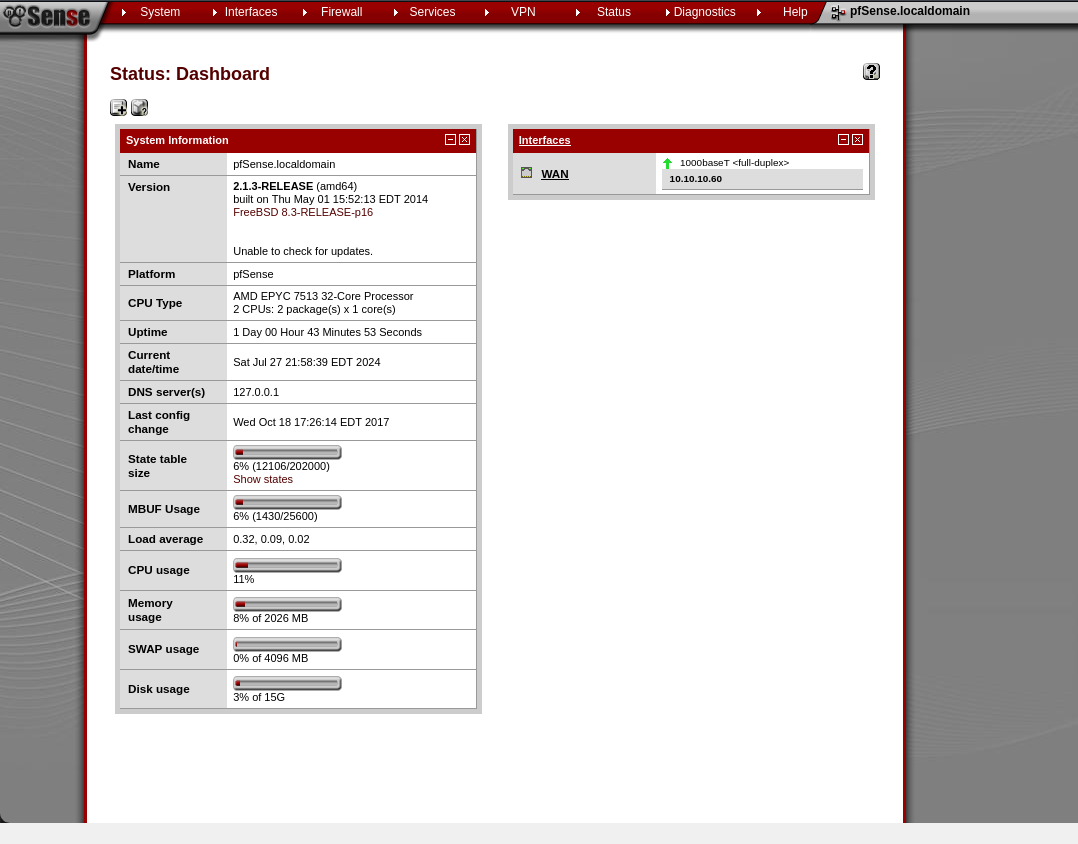 Sense
System
Interfaces
Firewall
Services
VPN
Status
Diagnostics
Help
pfSense.localdomain
Status: Dashboard
?
System Information
Name
pfSense.localdomain
Version
2.1.3-RELEASE (amd64)
built on Thu May 01 15:52:13 EDT 2014
FreeBSD 8.3-RELEASE-p16
Unable to check for updates.
Platform
pfSense
CPU Type
AMD EPYC 7513 32-Core Processor
2 CPUs: 2 package(s) x 1 core(s)
Uptime
1 Day 00 Hour 43 Minutes 53 Seconds
Current
date/time
Sat Jul 27 21:58:39 EDT 2024
DNS server(s)
127.0.0.1
Last config
change
Wed Oct 18 17:26:14 EDT 2017
State table
size
6% (12106/202000)
Show states
MBUF Usage
6% (1430/25600)
Load average
0.32, 0.09, 0.02
CPU usage
11%
Memory
usage
8% of 2026 MB
SWAP usage
0% of 4096 MB
Disk usage
3% of 15G
Interfaces
WAN
1000baseT <full-duplex>
10.10.10.60